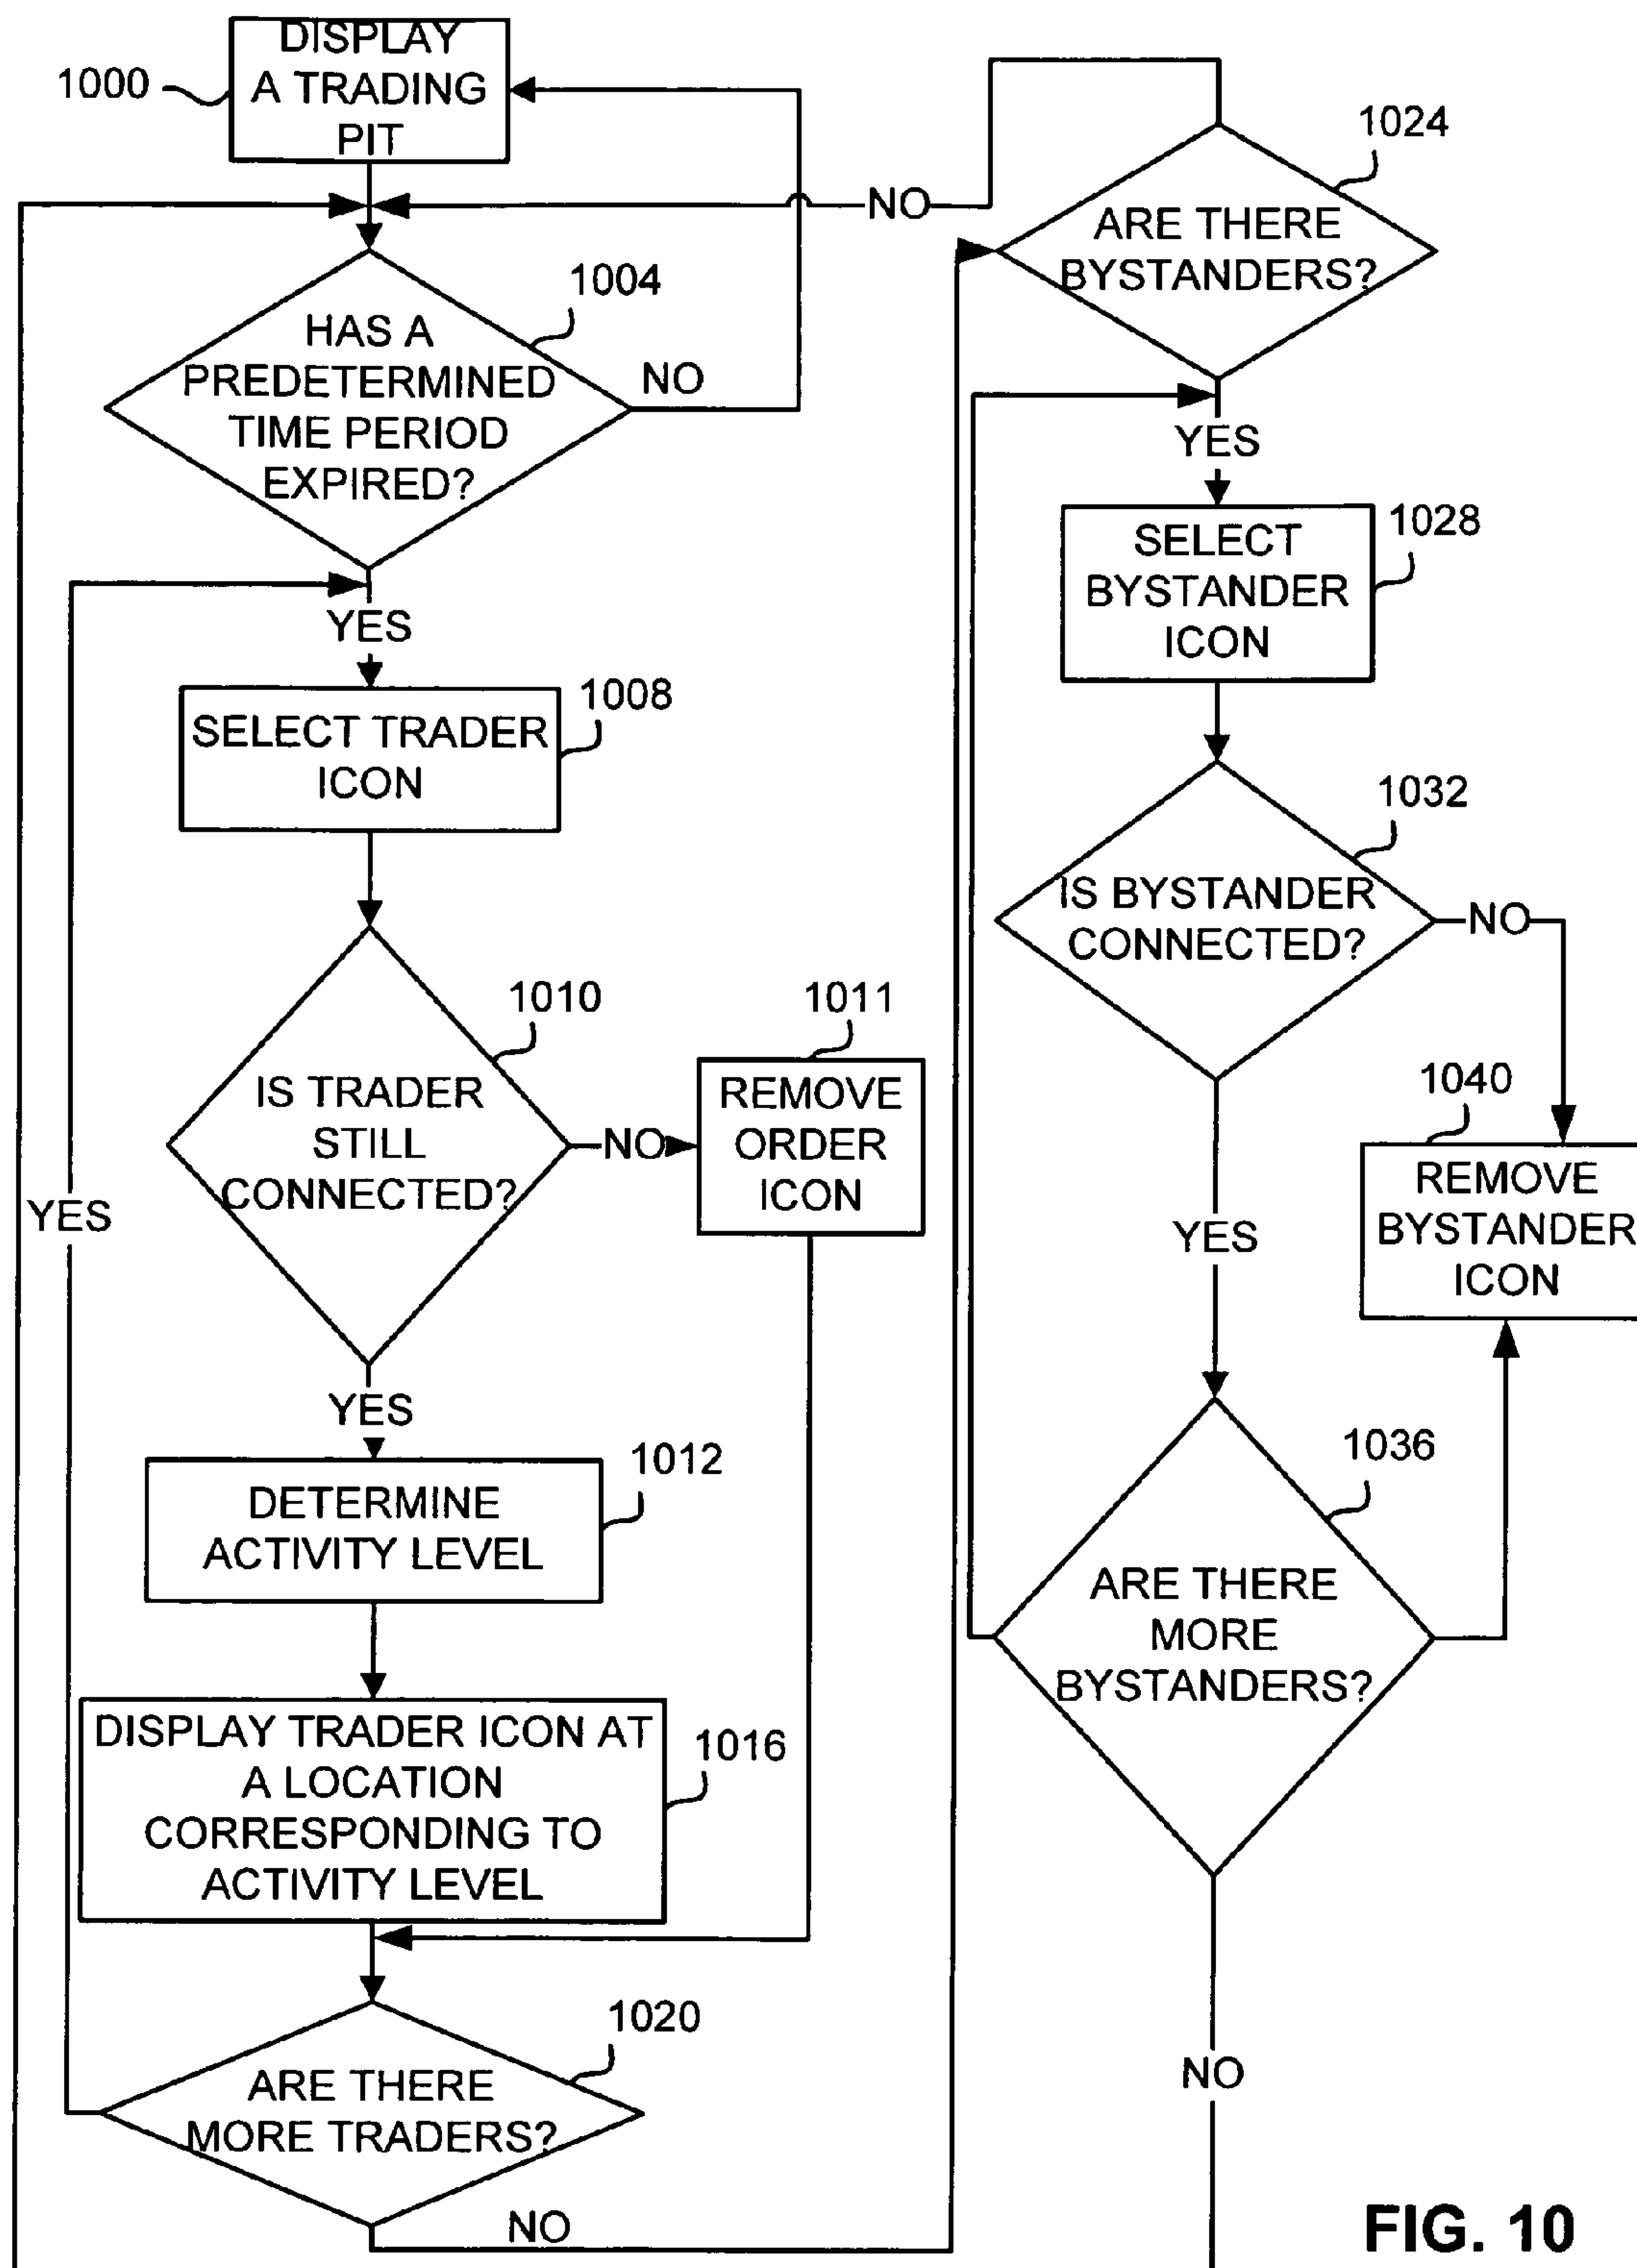 DISPLAY
A TRADING
PIT
1000
1004
HAS A
PREDETERMINED
TIME PERIOD
EXPIRED?
NO
YES
1008
SELECT TRADER
ICON
1010
IS TRADER
STILL
CONNECTED?
NO
1011
REMOVE
ORDER
ICON
YES
YES
1012
DETERMINE
ACTIVITY LEVEL
1016
DISPLAY TRADER ICON AT
A LOCATION
CORRESPONDING TO
ACTIVITY LEVEL
1020
ARE THERE
MORE TRADERS?
NO
1024
NO
ARE THERE
BYSTANDERS?
YES
1028
SELECT
BYSTANDER
ICON
1032
IS BYSTANDER
CONNECTED?
NO
1040
REMOVE
BYSTANDER
ICON
YES
1036
ARE THERE
MORE
BYSTANDERS?
NO
FIG. 10